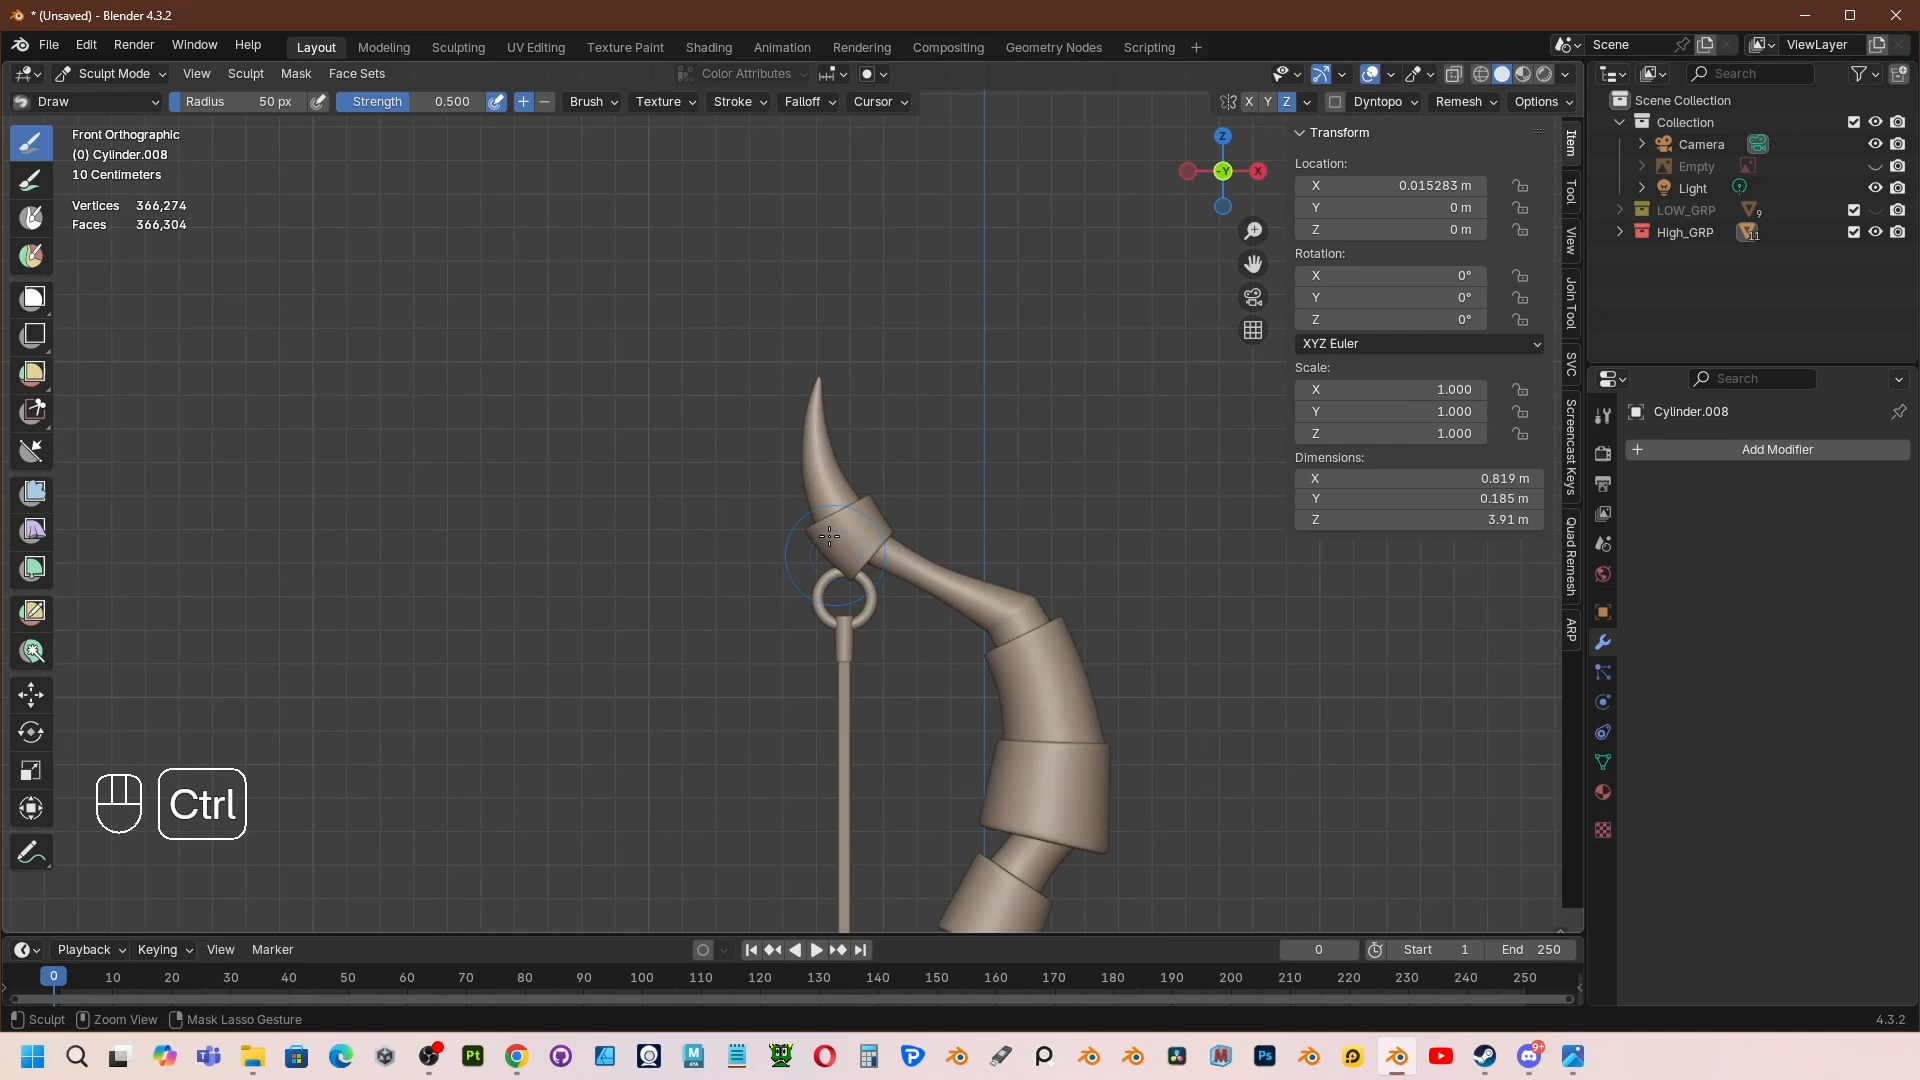 * (Unsaved) - Blender 4.3.2
File Edit Render Window Help Layout Modeling Sculpting UV Editing Texture Paint Shading Animation Rendering Compositing Geometry Nodes Scripting + Scene ViewLayer
Sculpt Mode View Sculpt Mask Face Sets Color Attributes Search
Draw Radius 50 px Strength 0.500 Brush Texture Stroke Falloff Cursor X Y Z Dyntopo Remesh Options
Scene Collection
Collection
Camera
Empty
Light
LOW_GRP 9
High_GRP 11
Front Orthographic
(0) Cylinder.008
10 Centimeters
Vertices 366,274
Faces 366,304
Z
-Y X
Transform
Location:
X 0.015283 m
Y 0 m
Z 0 m
Rotation:
X 0°
Y 0°
Z 0°
XYZ Euler
Scale:
X 1.000
Y 1.000
Z 1.000
Dimensions:
X 0.819 m
Y 0.185 m
Z 3.91 m
Item
Tool
View
Join Tool
SVC
Screencast Keys
Quad Remesh
ARP
Search
Cylinder.008
Add Modifier
Ctrl
Playback Keying View Marker 0 Start 1 End 250
0 10 20 30 40 50 60 70 80 90 100 110 120 130 140 150 160 170 180 190 200 210 220 230 240 250
Sculpt Zoom View Mask Lasso Gesture 4.3.2
Pt M Ps 9+